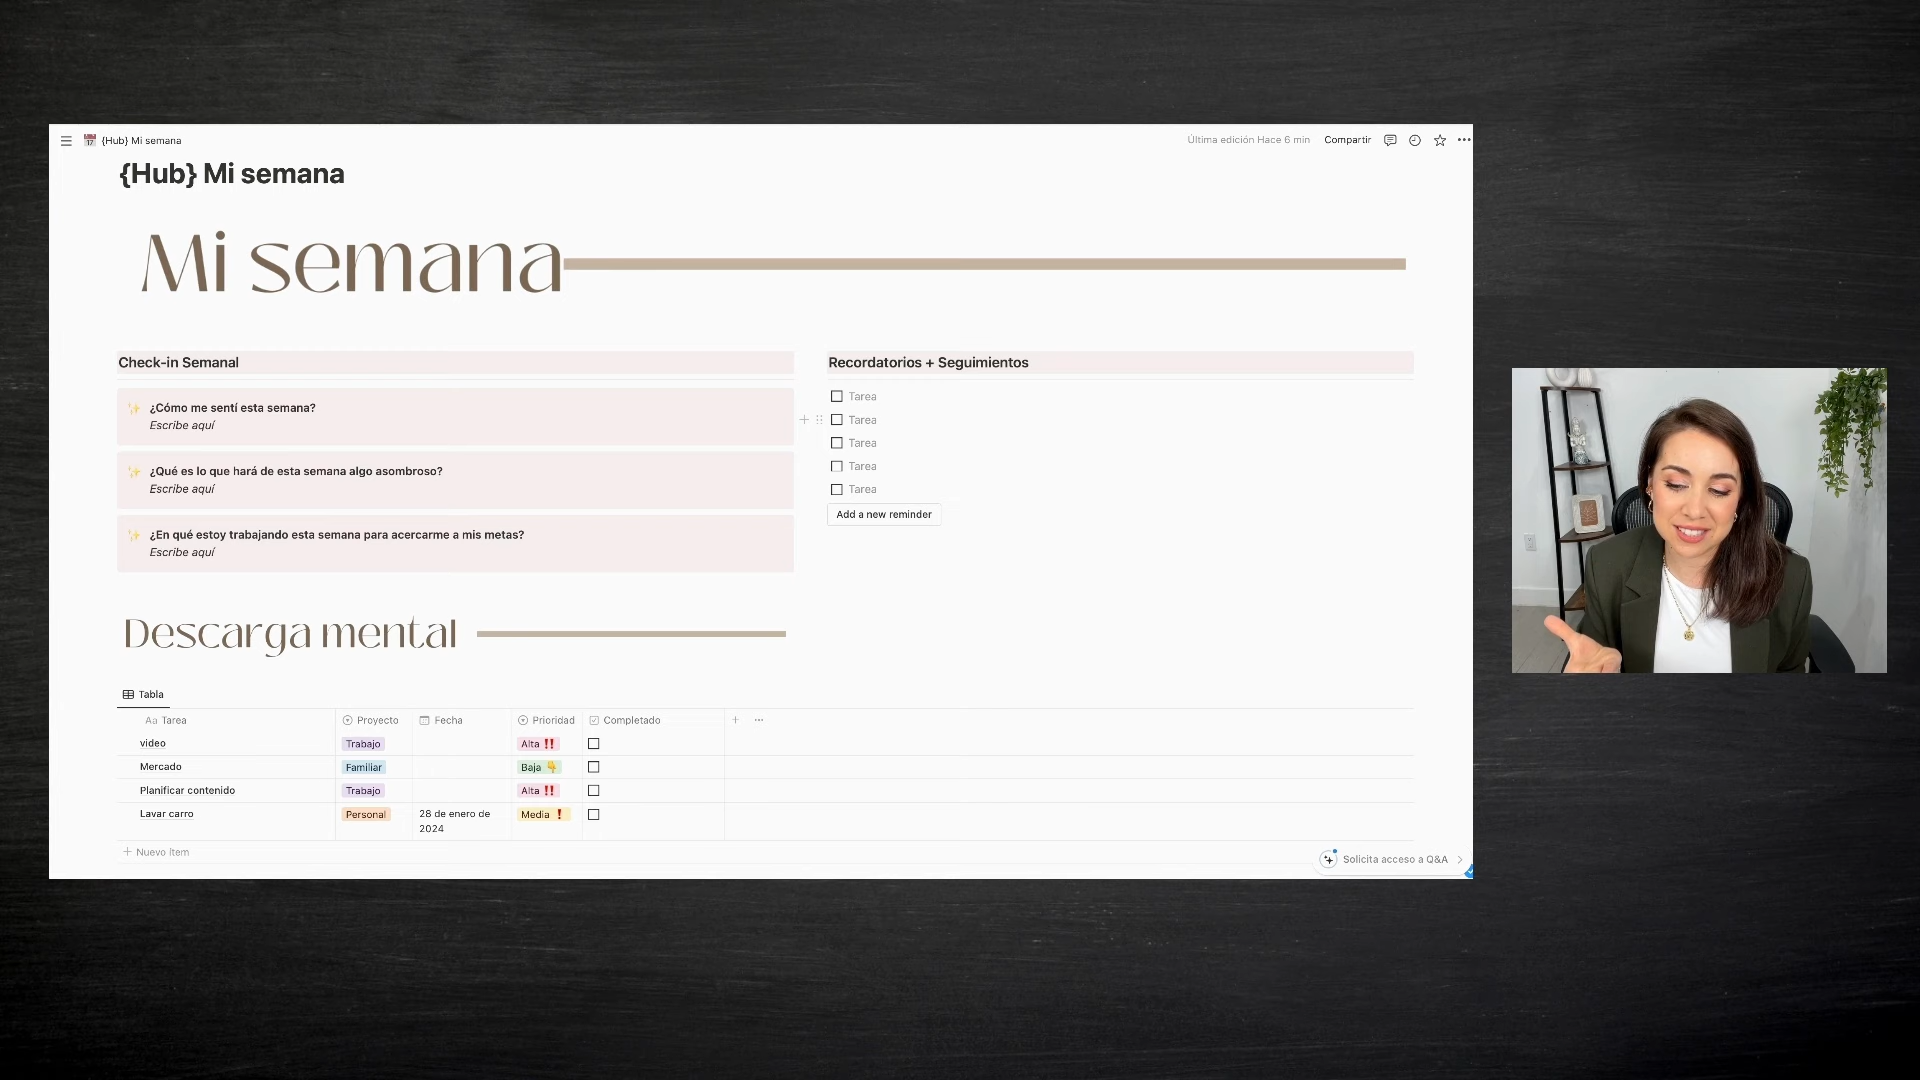 {Hub} Mi semana
Última edición Hace 6 min
Compartir
{Hub} Mi semana
Mi semana
Check-in Semanal
¿Cómo me sentí esta semana?
Escribe aquí
¿Qué es lo que hará de esta semana algo asombroso?
Escribe aquí
¿En qué estoy trabajando esta semana para acercarme a mis metas?
Escribe aquí
Recordatorios + Seguimientos
Tarea
Tarea
Tarea
Tarea
Tarea
Add a new reminder
Descarga mental
Tabla
Aa Tarea Proyecto Fecha Prioridad Completado
video Trabajo Alta ‼️
Mercado Familiar Baja 👇
Planificar contenido Trabajo Alta ‼️
Lavar carro Personal 28 de enero de Media ❗
2024
+ Nuevo ítem
Solicita acceso a Q&A